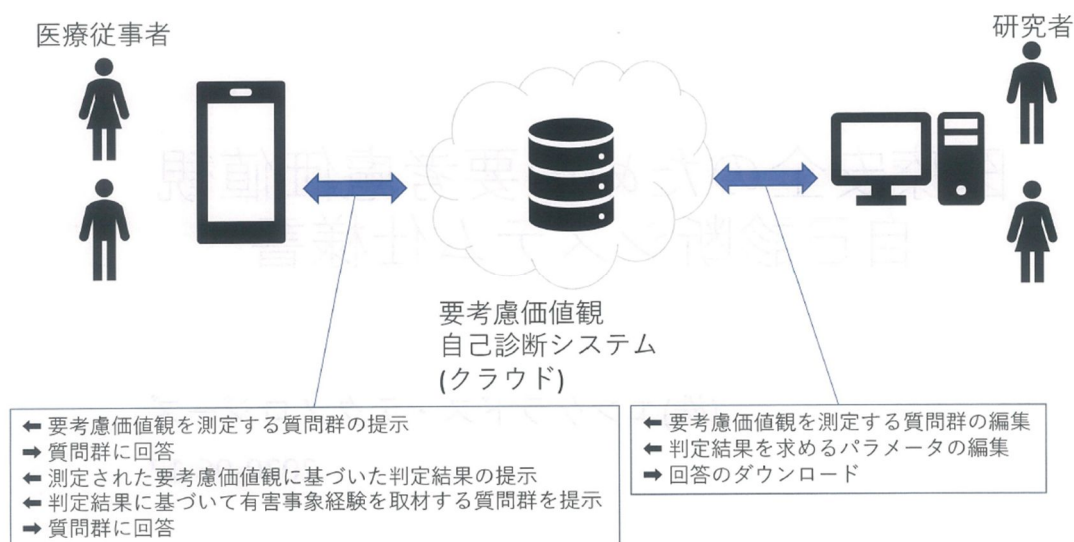 医療従事者
研究者
要考慮価値観
自己診断システム
(クラウド)
⬅ 要考慮価値観を測定する質問群の提示
➡ 質問群に回答
⬅ 測定された要考慮価値観に基づいた判定結果の提示
⬅ 判定結果に基づいて有害事象経験を取材する質問群を提示
➡ 質問群に回答
⬅ 要考慮価値観を測定する質問群の編集
⬅ 判定結果を求めるパラメータの編集
➡ 回答のダウンロード